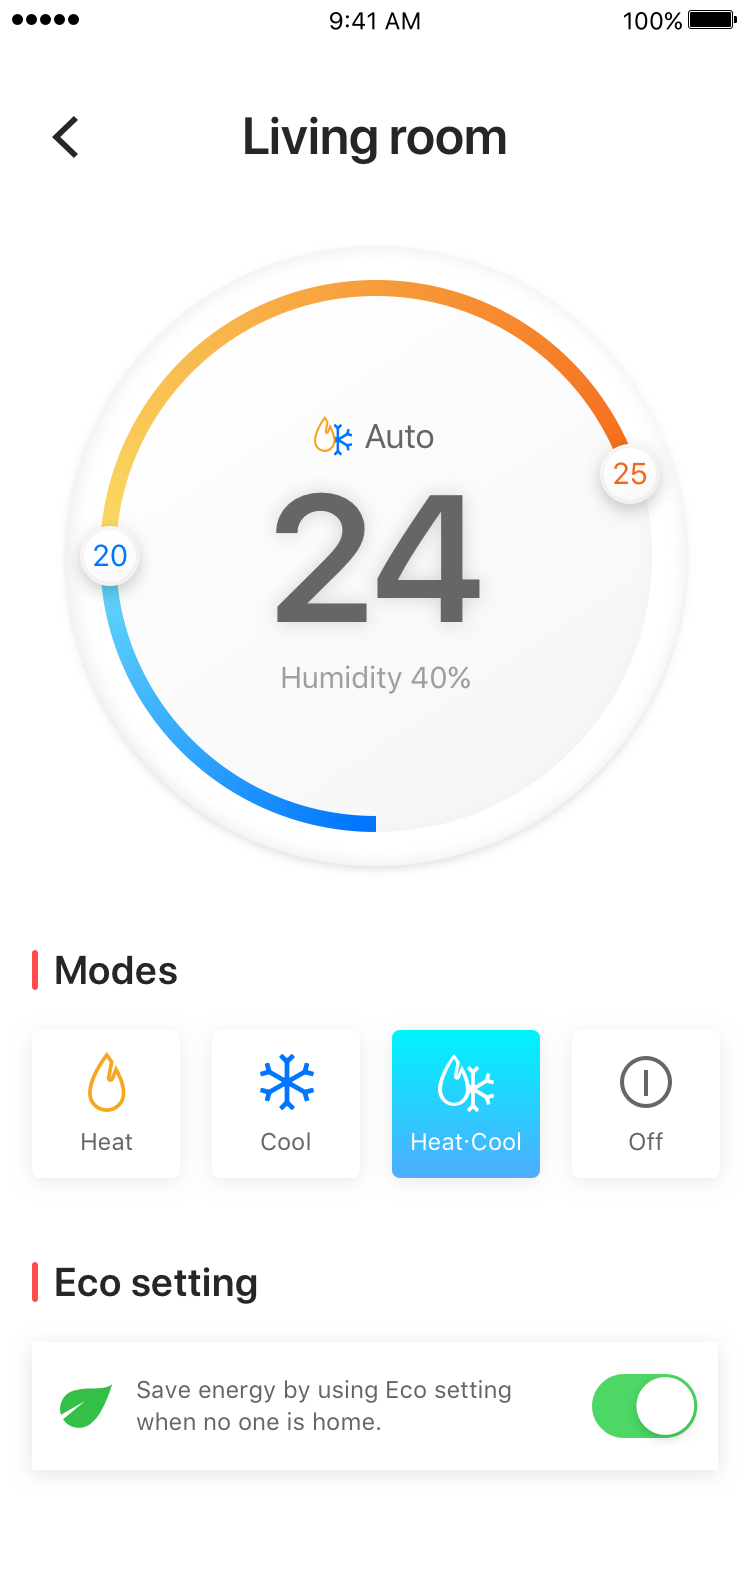 9:41 AM
100%
Living room
Auto
25
24
20
Humidity 40%
Modes
Heat
Cool
Heat·Cool
Off
Eco setting
Save energy by using Eco setting
when no one is home.